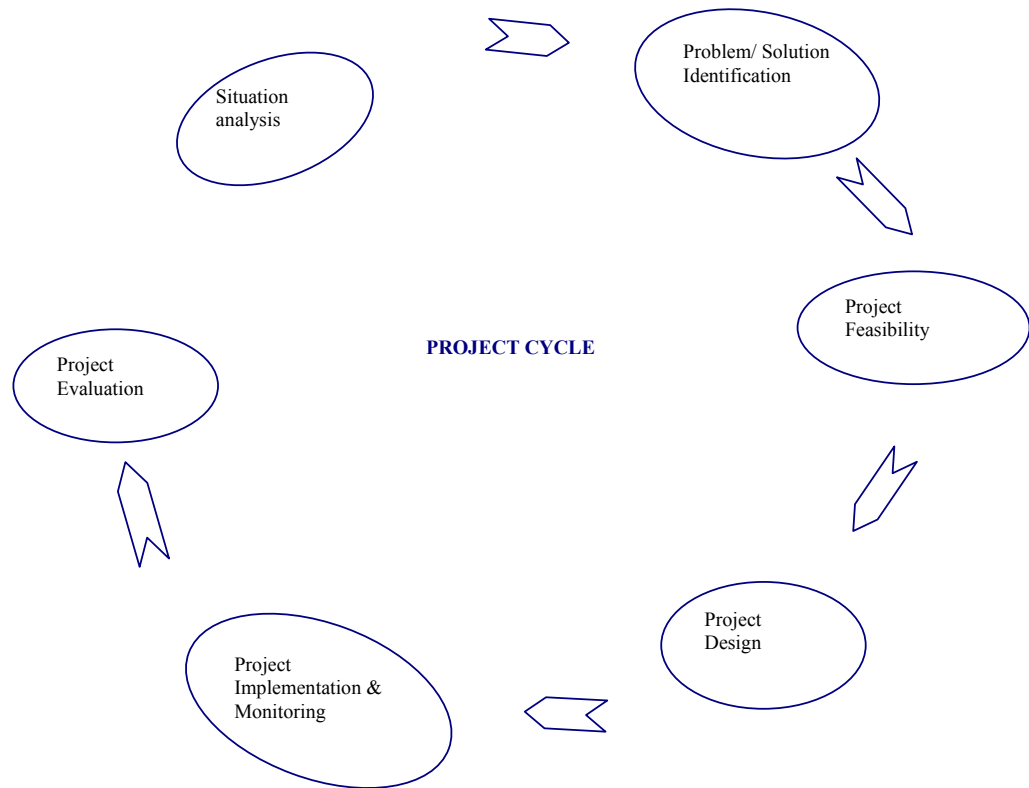 Situation
analysis
Problem/ Solution
Identification
Project
Feasibility
PROJECT CYCLE
Project
Evaluation
Project
Design
Project
Implementation &
Monitoring